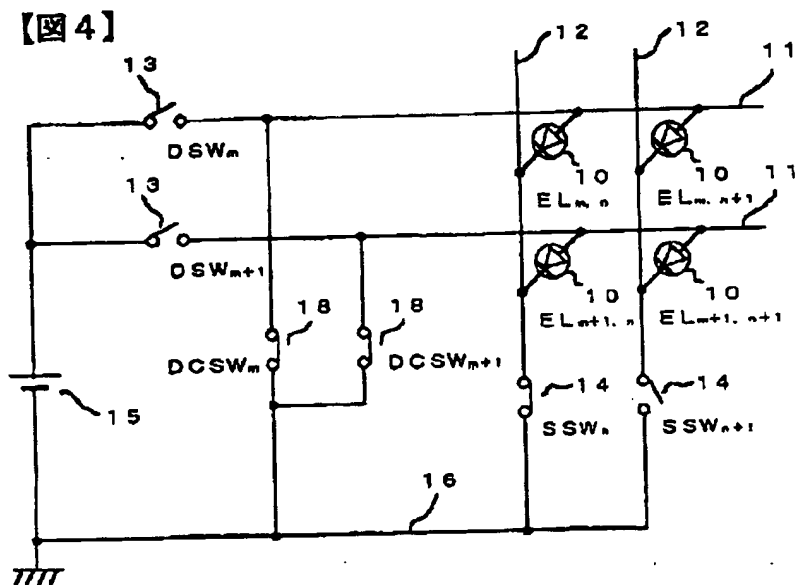 【図4】
12 12
13 11
DSWm
10 10
ELm, n ELm, n+1
13 11
DSWm+1
18 18 10 10
ELm+1, n ELm+1, n+1
DCSWm DCSWm+1
14 14
15 SSWn SSWn+1
16